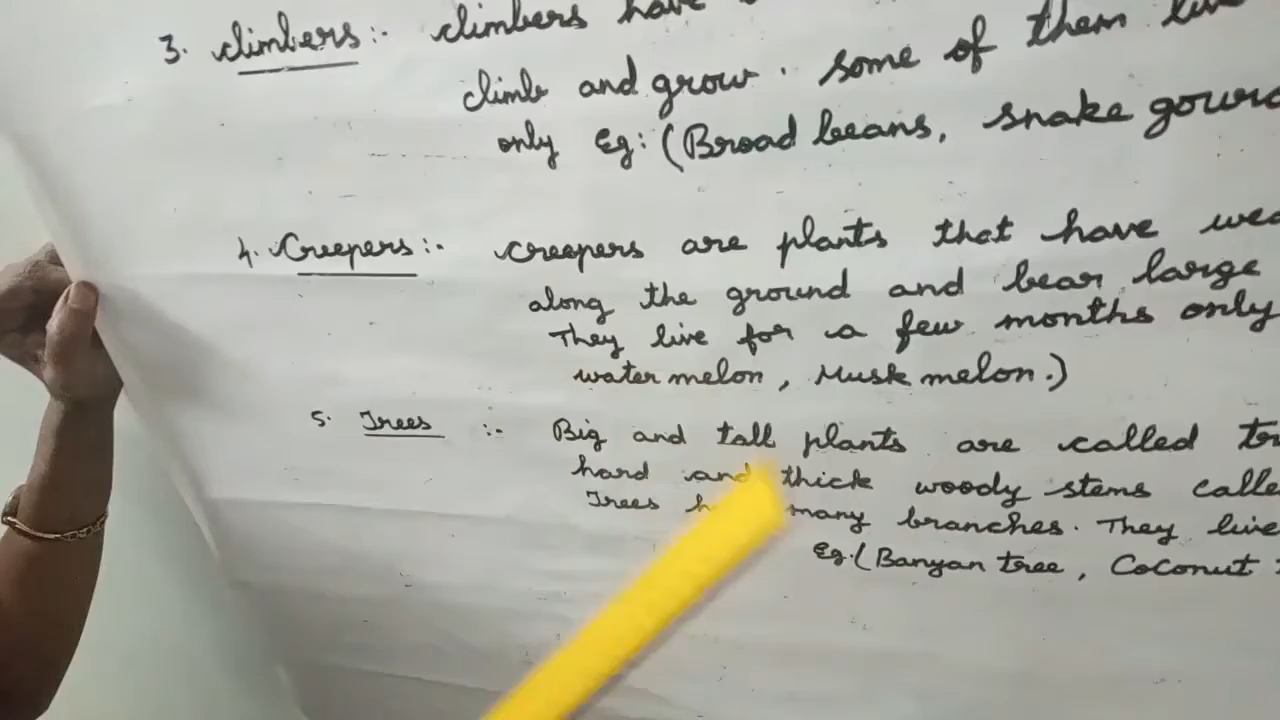 3. climbers:- climbers have
climb and grow. some of them live
only Eg: (Broad beans, snake gourd
4. Creepers:- creepers are plants that have
along the ground and bear large
They live for a few months only
water melon, Musk melon.)
5. Trees :- Big and tall plants are called
hard and thick woody stems
Trees many branches. They live
Eg.(Banyan tree, Coconut